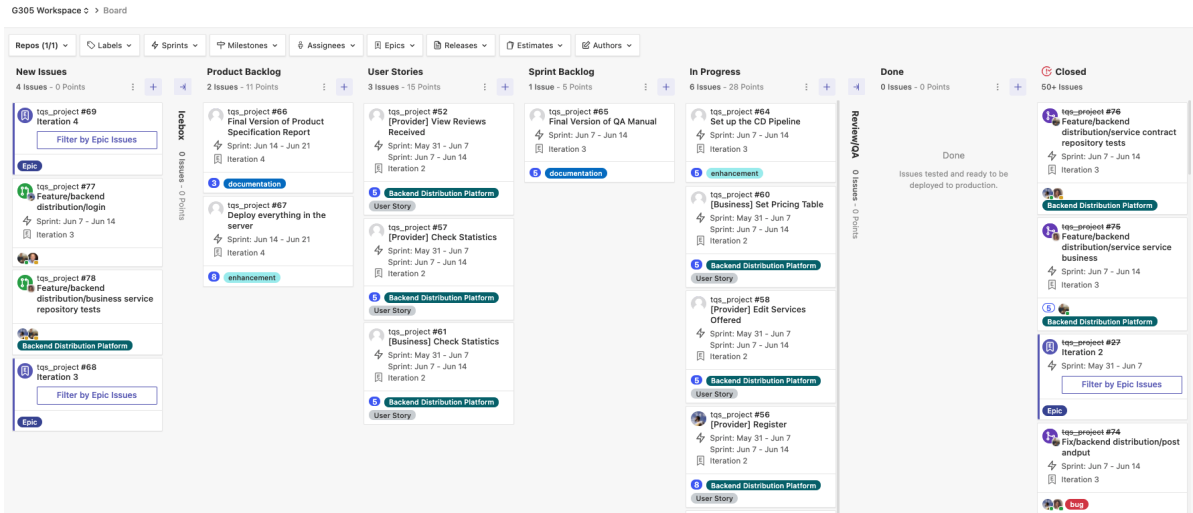 G305 Workspace > Board
Repos (1/1) Labels Sprints Milestones Assignees Epics Releases Estimates Authors
New Issues
4 Issues - 0 Points
tqs_project #69
Iteration 4
Filter by Epic Issues
Epic
tqs_project #77
Feature/backend
distribution/login
Sprint: Jun 7 - Jun 14
Iteration 3
tqs_project #78
Feature/backend
distribution/business service
repository tests
Backend Distribution Platform
tqs_project #68
Iteration 3
Filter by Epic Issues
Epic
Icebox 0 Issues - 0 Points
Product Backlog
2 Issues - 11 Points
tqs_project #66
Final Version of Product
Specification Report
Sprint: Jun 14 - Jun 21
Iteration 4
3 documentation
tqs_project #67
Deploy everything in the
server
Sprint: Jun 14 - Jun 21
Iteration 4
8 enhancement
User Stories
3 Issues - 15 Points
tqs_project #52
[Provider] View Reviews
Received
Sprint: May 31 - Jun 7
Sprint: Jun 7 - Jun 14
Iteration 2
5 Backend Distribution Platform
User Story
tqs_project #57
[Provider] Check Statistics
Sprint: May 31 - Jun 7
Sprint: Jun 7 - Jun 14
Iteration 2
5 Backend Distribution Platform
User Story
tqs_project #61
[Business] Check Statistics
Sprint: May 31 - Jun 7
Sprint: Jun 7 - Jun 14
Iteration 2
5 Backend Distribution Platform
User Story
Sprint Backlog
1 Issue - 5 Points
tqs_project #65
Final Version of QA Manual
Sprint: Jun 7 - Jun 14
Iteration 3
5 documentation
In Progress
6 Issues - 28 Points
tqs_project #64
Set up the CD Pipeline
Sprint: Jun 7 - Jun 14
Iteration 3
5 enhancement
tqs_project #60
[Business] Set Pricing Table
Sprint: May 31 - Jun 7
Sprint: Jun 7 - Jun 14
Iteration 2
5 Backend Distribution Platform
User Story
tqs_project #58
[Provider] Edit Services
Offered
Sprint: May 31 - Jun 7
Sprint: Jun 7 - Jun 14
Iteration 2
5 Backend Distribution Platform
User Story
tqs_project #56
[Provider] Register
Sprint: May 31 - Jun 7
Sprint: Jun 7 - Jun 14
Iteration 2
8 Backend Distribution Platform
User Story
Review/QA 0 Issues - 0 Points
Done
0 Issues - 0 Points
Done
Issues tested and ready to be
deployed to production.
Closed
50+ Issues
tqs_project #76
Feature/backend
distribution/service contract
repository tests
Sprint: Jun 7 - Jun 14
Iteration 3
Backend Distribution Platform
tqs_project #75
Feature/backend
distribution/service service
business
Sprint: Jun 7 - Jun 14
Iteration 3
5
Backend Distribution Platform
tqs_project #27
Iteration 2
Sprint: May 31 - Jun 7
Filter by Epic Issues
Epic
tqs_project #74
Fix/backend distribution/post
andput
Sprint: Jun 7 - Jun 14
Iteration 3
bug